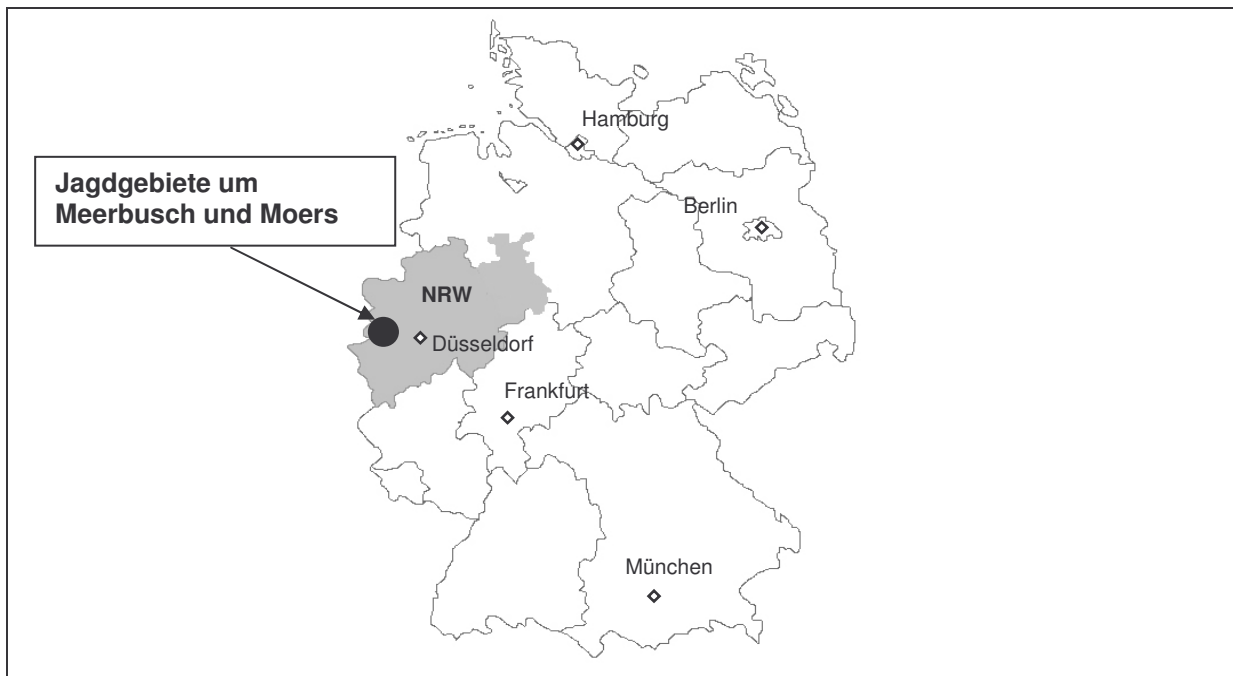 Hamburg
Jagdgebiete um
Meerbusch und Moers
Berlin
NRW
Düsseldorf
Frankfurt
München